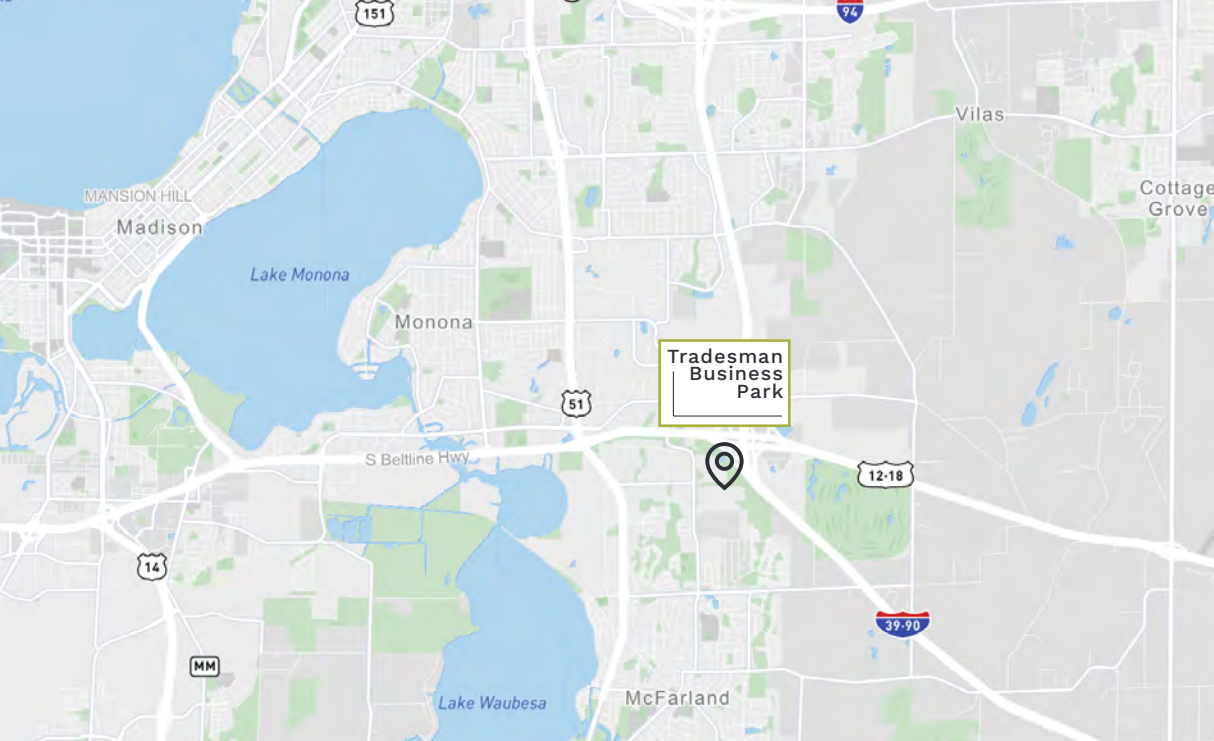 151
94
Vilas
Cottage
Grove
MANSION HILL
Madison
Lake Monona
Monona
Tradesman
Business
Park
51
S Beltline Hwy
12·18
14
39·90
MM
McFarland
Lake Waubesa